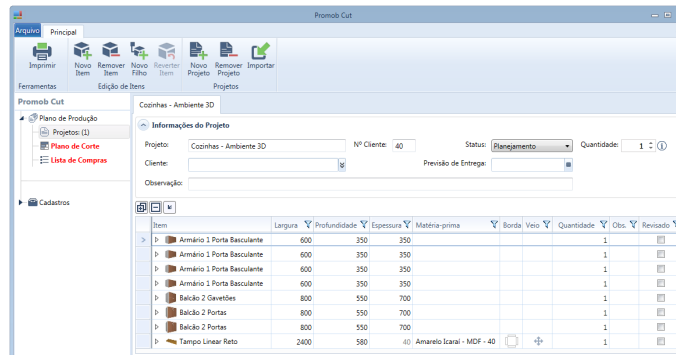 Promob Cut
Arquivo Principal
Imprimir Novo Item Remover Item Novo Filho Reverter Item Novo Projeto Remover Projeto Importar
Ferramentas Edição de Itens Projetos
Promob Cut
Plano de Produção
Projetos: (1)
Plano de Corte
Lista de Compras
Cadastros
Cozinhas - Ambiente 3D
Informações do Projeto
Projeto: Cozinhas - Ambiente 3D Nº Cliente: 40 Status: Planejamento Quantidade: 1
Cliente: Previsão de Entrega:
Observação:
Item Largura Profundidade Espessura Matéria-prima Borda Veio Quantidade Obs. Revisado
Armário 1 Porta Basculante 600 350 350 1
Armário 1 Porta Basculante 600 350 350 1
Armário 1 Porta Basculante 600 350 350 1
Armário 1 Porta Basculante 600 350 350 1
Balcão 2 Gavetões 800 550 700 1
Balcão 2 Portas 800 550 700 1
Balcão 2 Portas 800 550 700 1
Tampo Linear Reto 2400 580 40 Amarelo Icaraí - MDF - 40 1